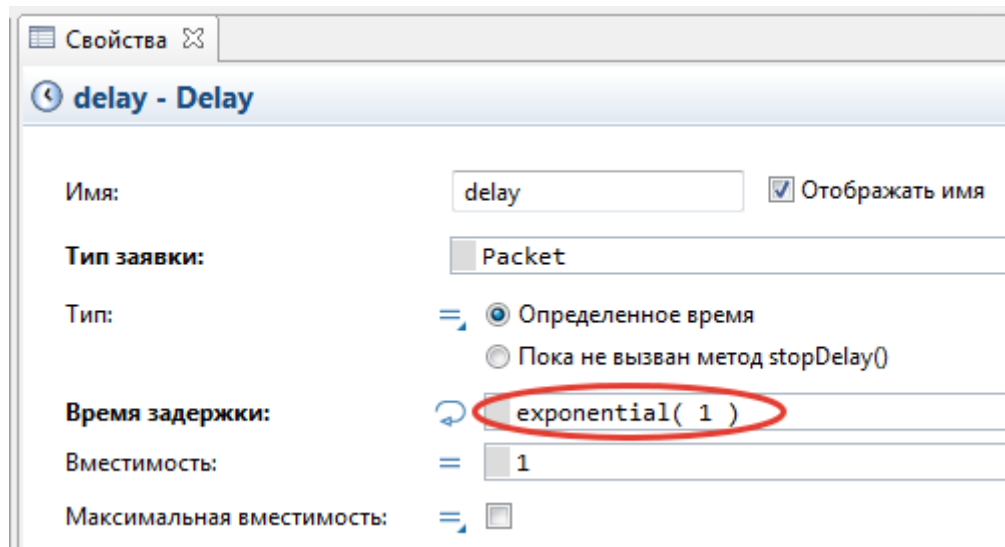 Свойства
delay - Delay
Имя: delay Отображать имя
Тип заявки: Packet
Тип: Определенное время
Пока не вызван метод stopDelay()
Время задержки: exponential( 1 )
Вместимость: 1
Максимальная вместимость: